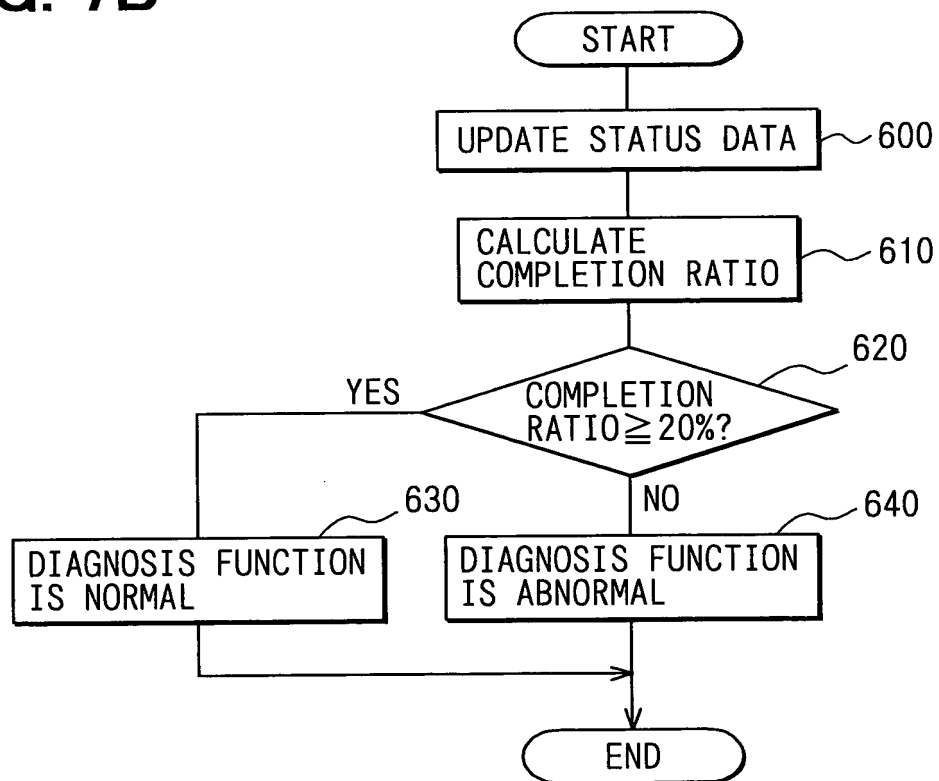 START
UPDATE STATUS DATA
600
CALCULATE
COMPLETION RATIO
610
620
YES
COMPLETION
RATIO≧20%?
630
NO
640
DIAGNOSIS FUNCTION
IS NORMAL
DIAGNOSIS FUNCTION
IS ABNORMAL
END